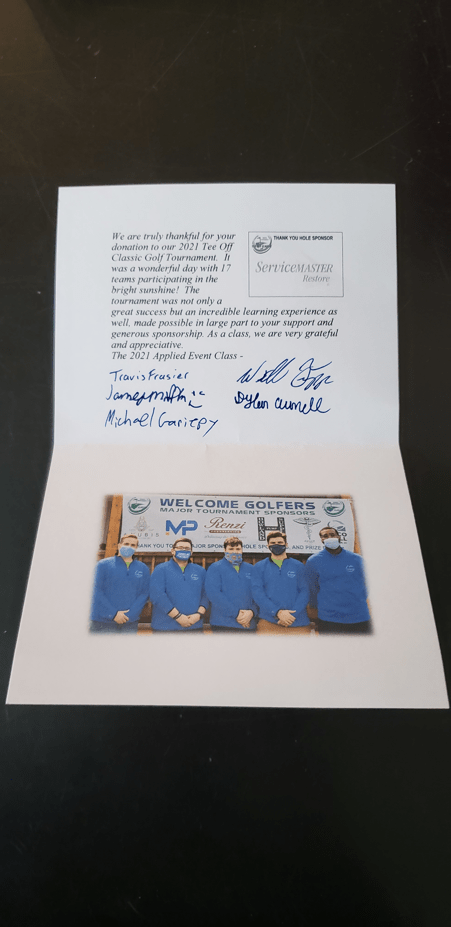 We are truly thankful for your
donation to our 2021 Tee Off
Classic Golf Tournament. It
was a wonderful day with 17
teams participating in the
bright sunshine! The
tournament was not only a
great success but an incredible learning experience as
well, made possible in large part to your support and
generous sponsorship. As a class, we are very grateful
and appreciative.
The 2021 Applied Event Class -
THANK YOU HOLE SPONSOR
ServiceMASTER
Restore
Travis Frasier
Michael Gariepy
Dylan
WELCOME GOLFERS
MAJOR TOURNAMENT SPONSORS
MP
Renzi